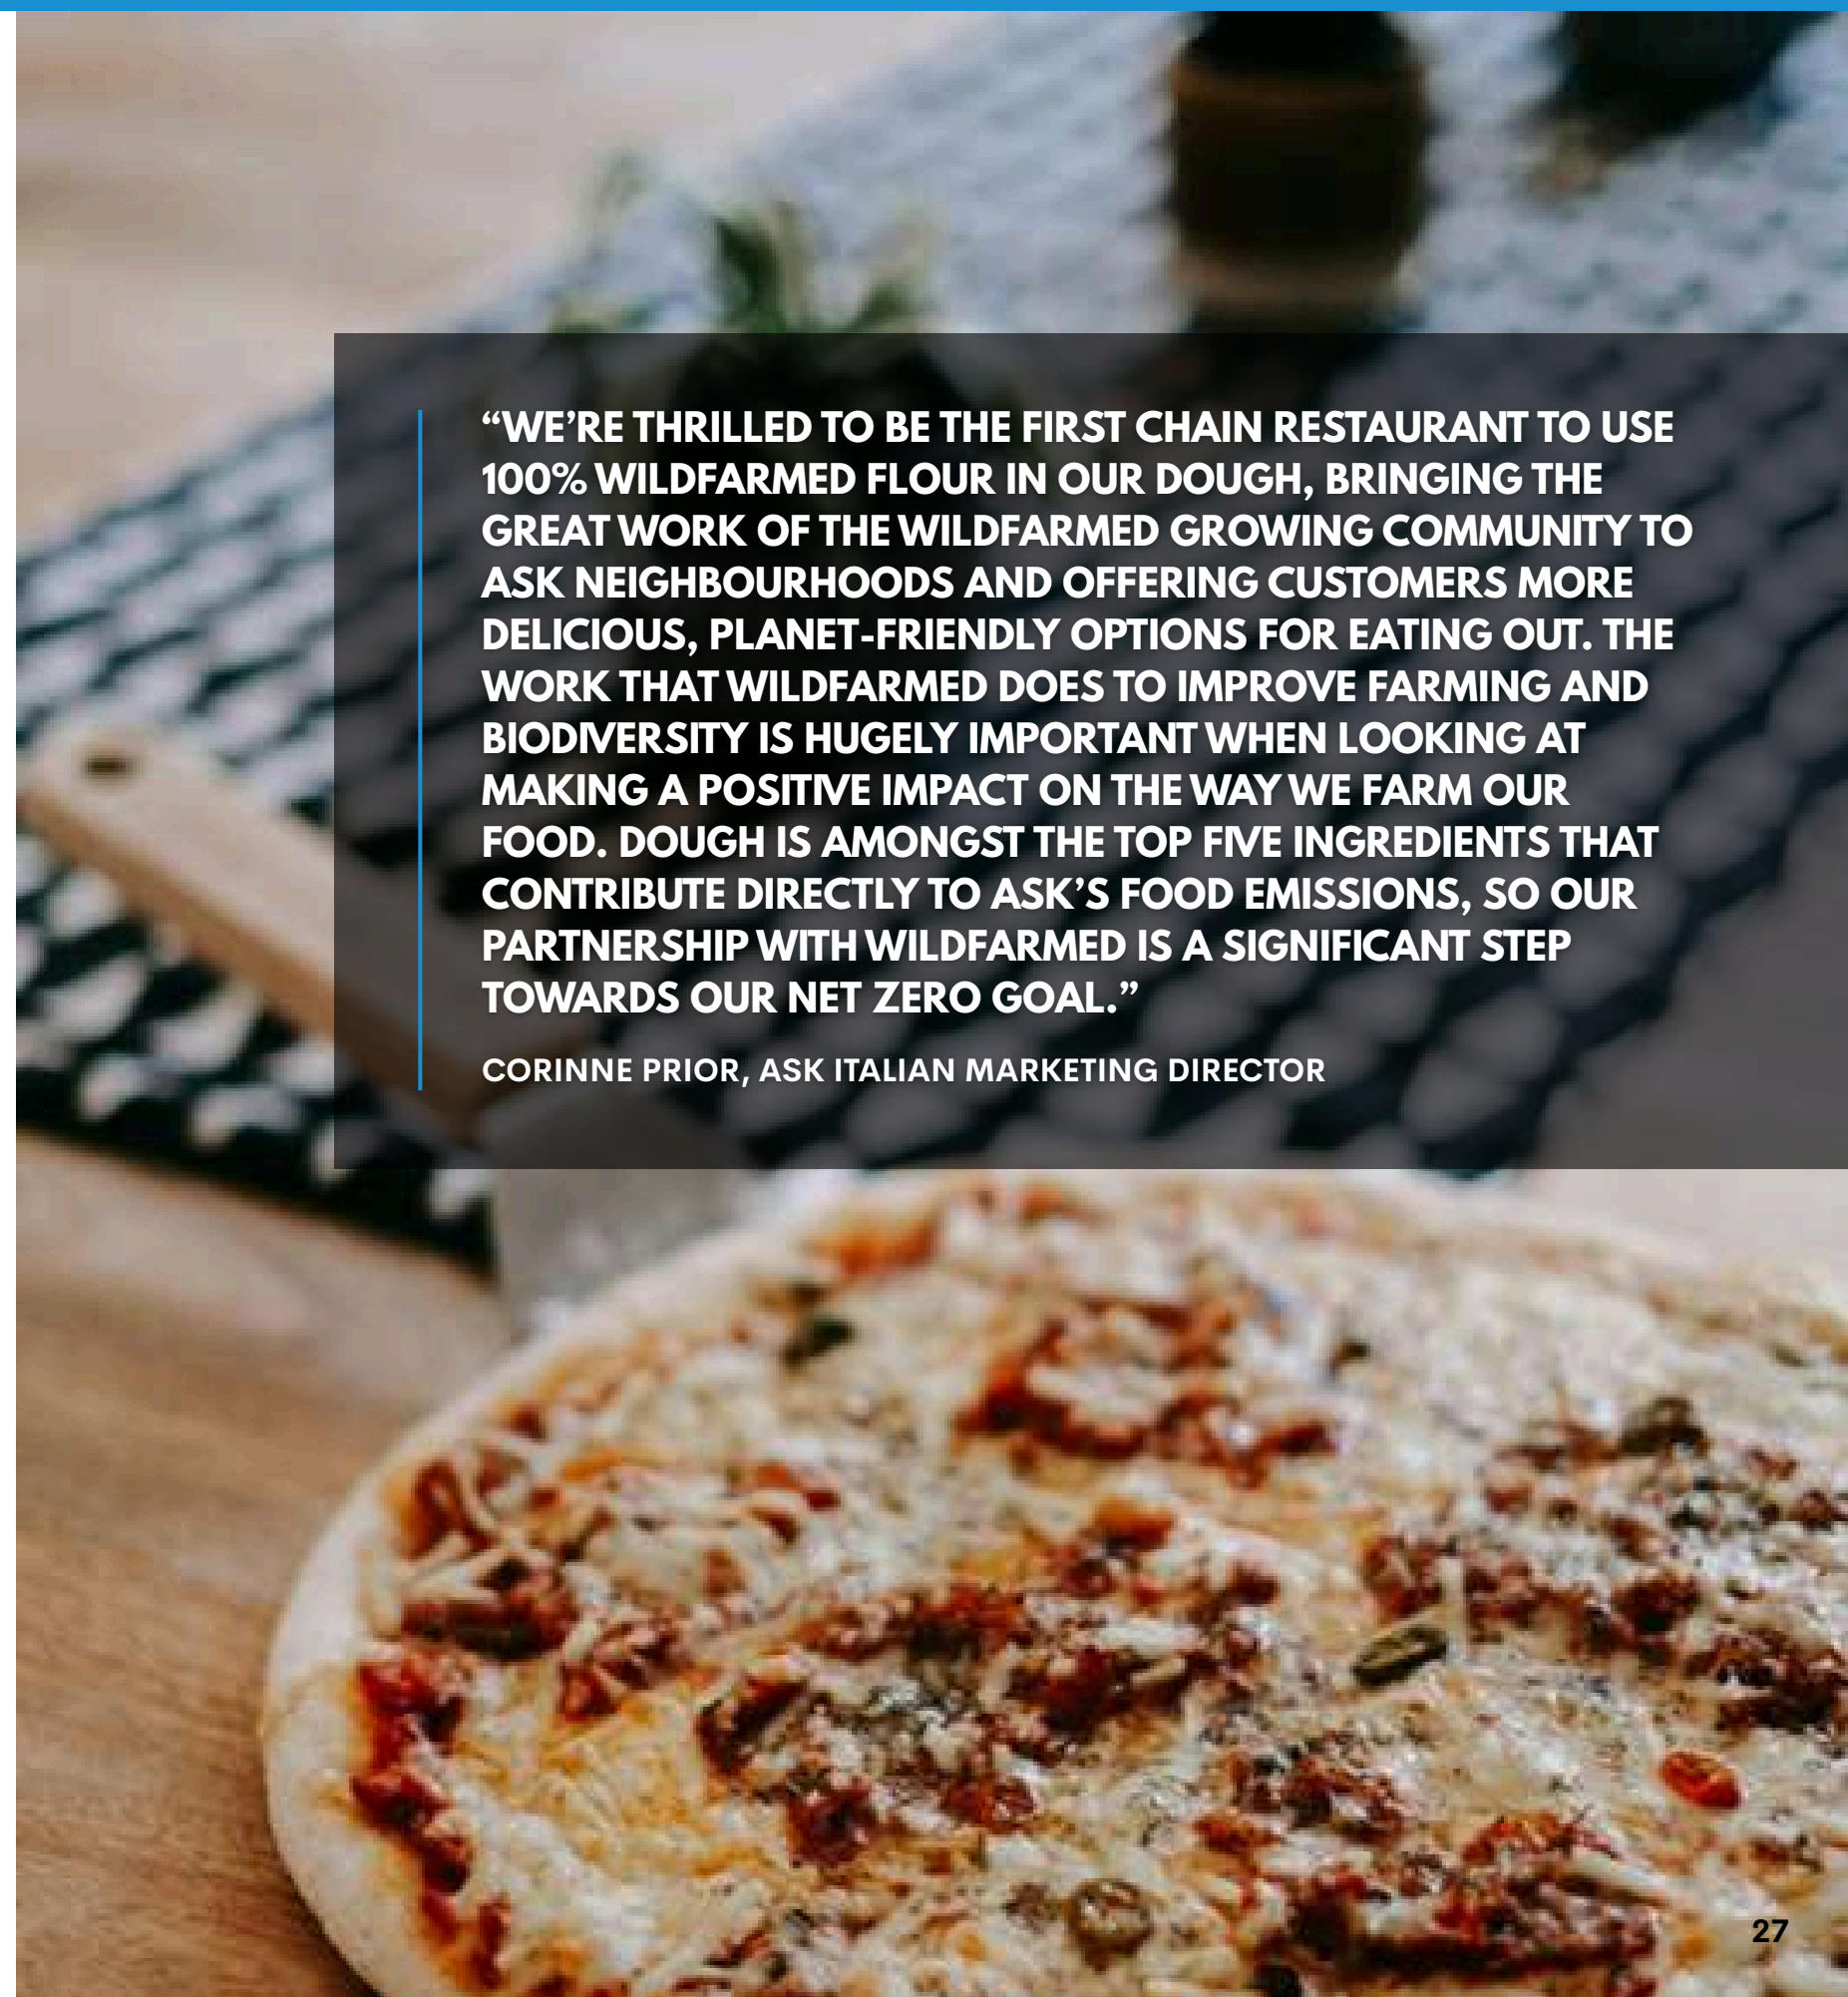 “WE’RE THRILLED TO BE THE FIRST CHAIN RESTAURANT TO USE
100% WILDFARMED FLOUR IN OUR DOUGH, BRINGING THE
GREAT WORK OF THE WILDFARMED GROWING COMMUNITY TO
ASK NEIGHBOURHOODS AND OFFERING CUSTOMERS MORE
DELICIOUS, PLANET-FRIENDLY OPTIONS FOR EATING OUT. THE
WORK THAT WILDFARMED DOES TO IMPROVE FARMING AND
BIODIVERSITY IS HUGELY IMPORTANT WHEN LOOKING AT
MAKING A POSITIVE IMPACT ON THE WAY WE FARM OUR
FOOD. DOUGH IS AMONGST THE TOP FIVE INGREDIENTS THAT
CONTRIBUTE DIRECTLY TO ASK’S FOOD EMISSIONS, SO OUR
PARTNERSHIP WITH WILDFARMED IS A SIGNIFICANT STEP
TOWARDS OUR NET ZERO GOAL.”
CORINNE PRIOR, ASK ITALIAN MARKETING DIRECTOR
27